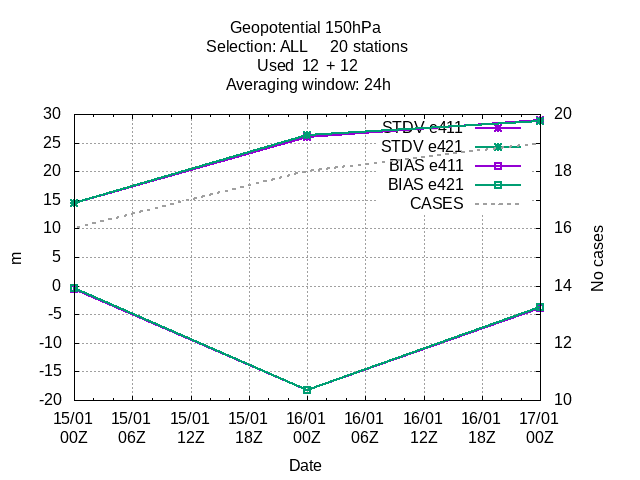 Geopotential 150hPa
Selection: ALL 20 stations
Used 12 + 12
Averaging window: 24h
30
25
20
15
10
5
0
-5
-10
-15
-20
m
20
18
16
14
12
10
No cases
STDV e411
STDV e421
BIAS e411
BIAS e421
CASES
15/01 15/01 15/01 15/01 16/01 16/01 16/01 16/01 17/01
00Z 06Z 12Z 18Z 00Z 06Z 12Z 18Z 00Z
Date